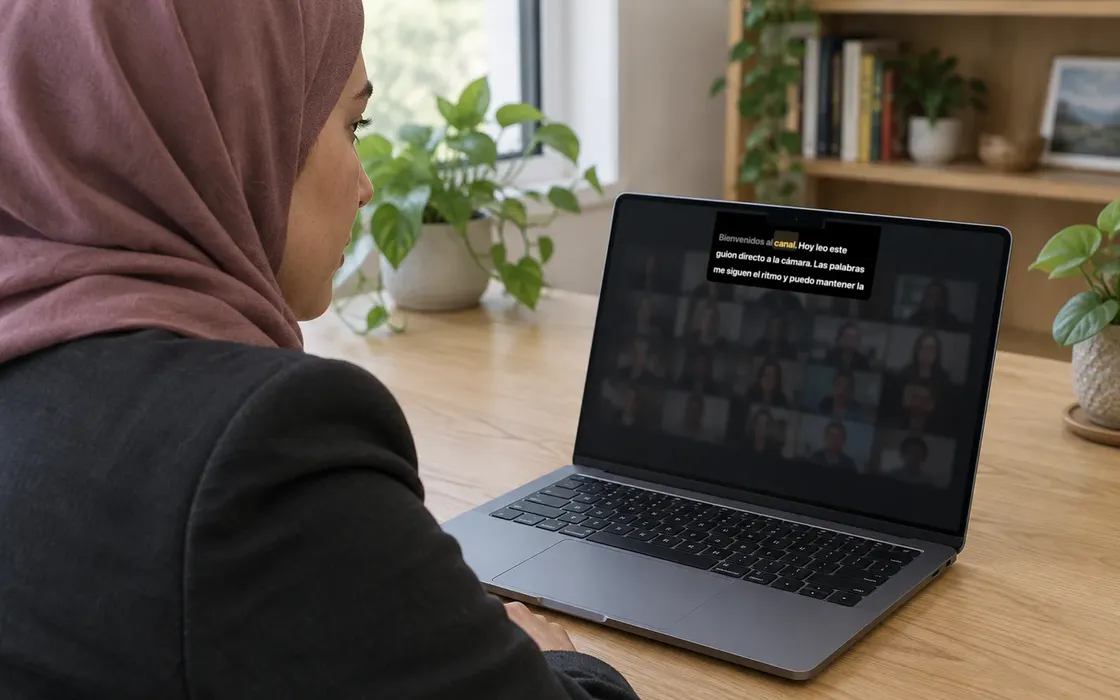 Bienvenidos al canal. Hoy leo este
guion directo a la cámara. Las palabras
me siguen el ritmo y puedo mantener la